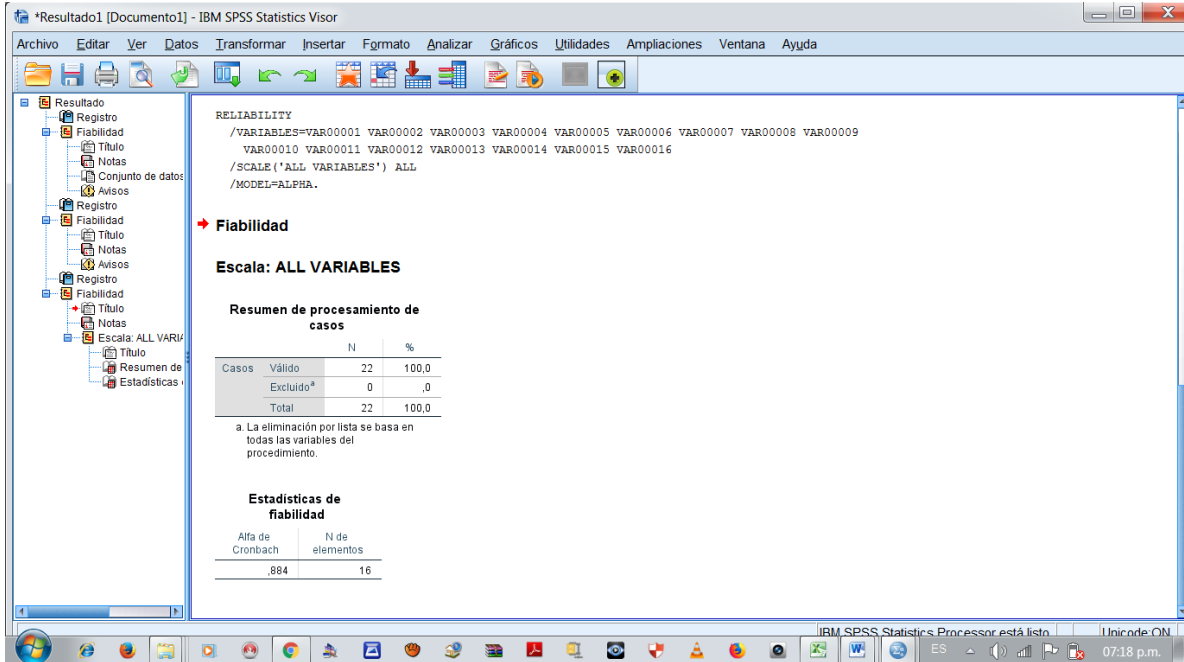 *Resultado1 [Documento1] - IBM SPSS Statistics Visor
Archivo Editar Ver Datos Transformar Insertar Formato Analizar Gráficos Utilidades Ampliaciones Ventana Ayuda
Resultado
Registro
Fiabilidad
Título
Notas
Conjunto de datos
Avisos
Registro
Fiabilidad
Título
Notas
Avisos
Registro
Fiabilidad
Título
Notas
Escala: ALL VARIA
Título
Resumen de
Estadísticas
RELIABILITY
/VARIABLES=VAR00001 VAR00002 VAR00003 VAR00004 VAR00005 VAR00006 VAR00007 VAR00008 VAR00009
VAR00010 VAR00011 VAR00012 VAR00013 VAR00014 VAR00015 VAR00016
/SCALE('ALL VARIABLES') ALL
/MODEL=ALPHA.
Fiabilidad
Escala: ALL VARIABLES
Resumen de procesamiento de
casos
N %
Casos Válido 22 100,0
Excluido a 0 ,0
Total 22 100,0
a. La eliminación por lista se basa en
todas las variables del
procedimiento.
Estadísticas de
fiabilidad
Alfa de N de
Cronbach elementos
,884 16
IBM SPSS Statistics Processor está listo Unicode:ON
ES 07:18 p.m.